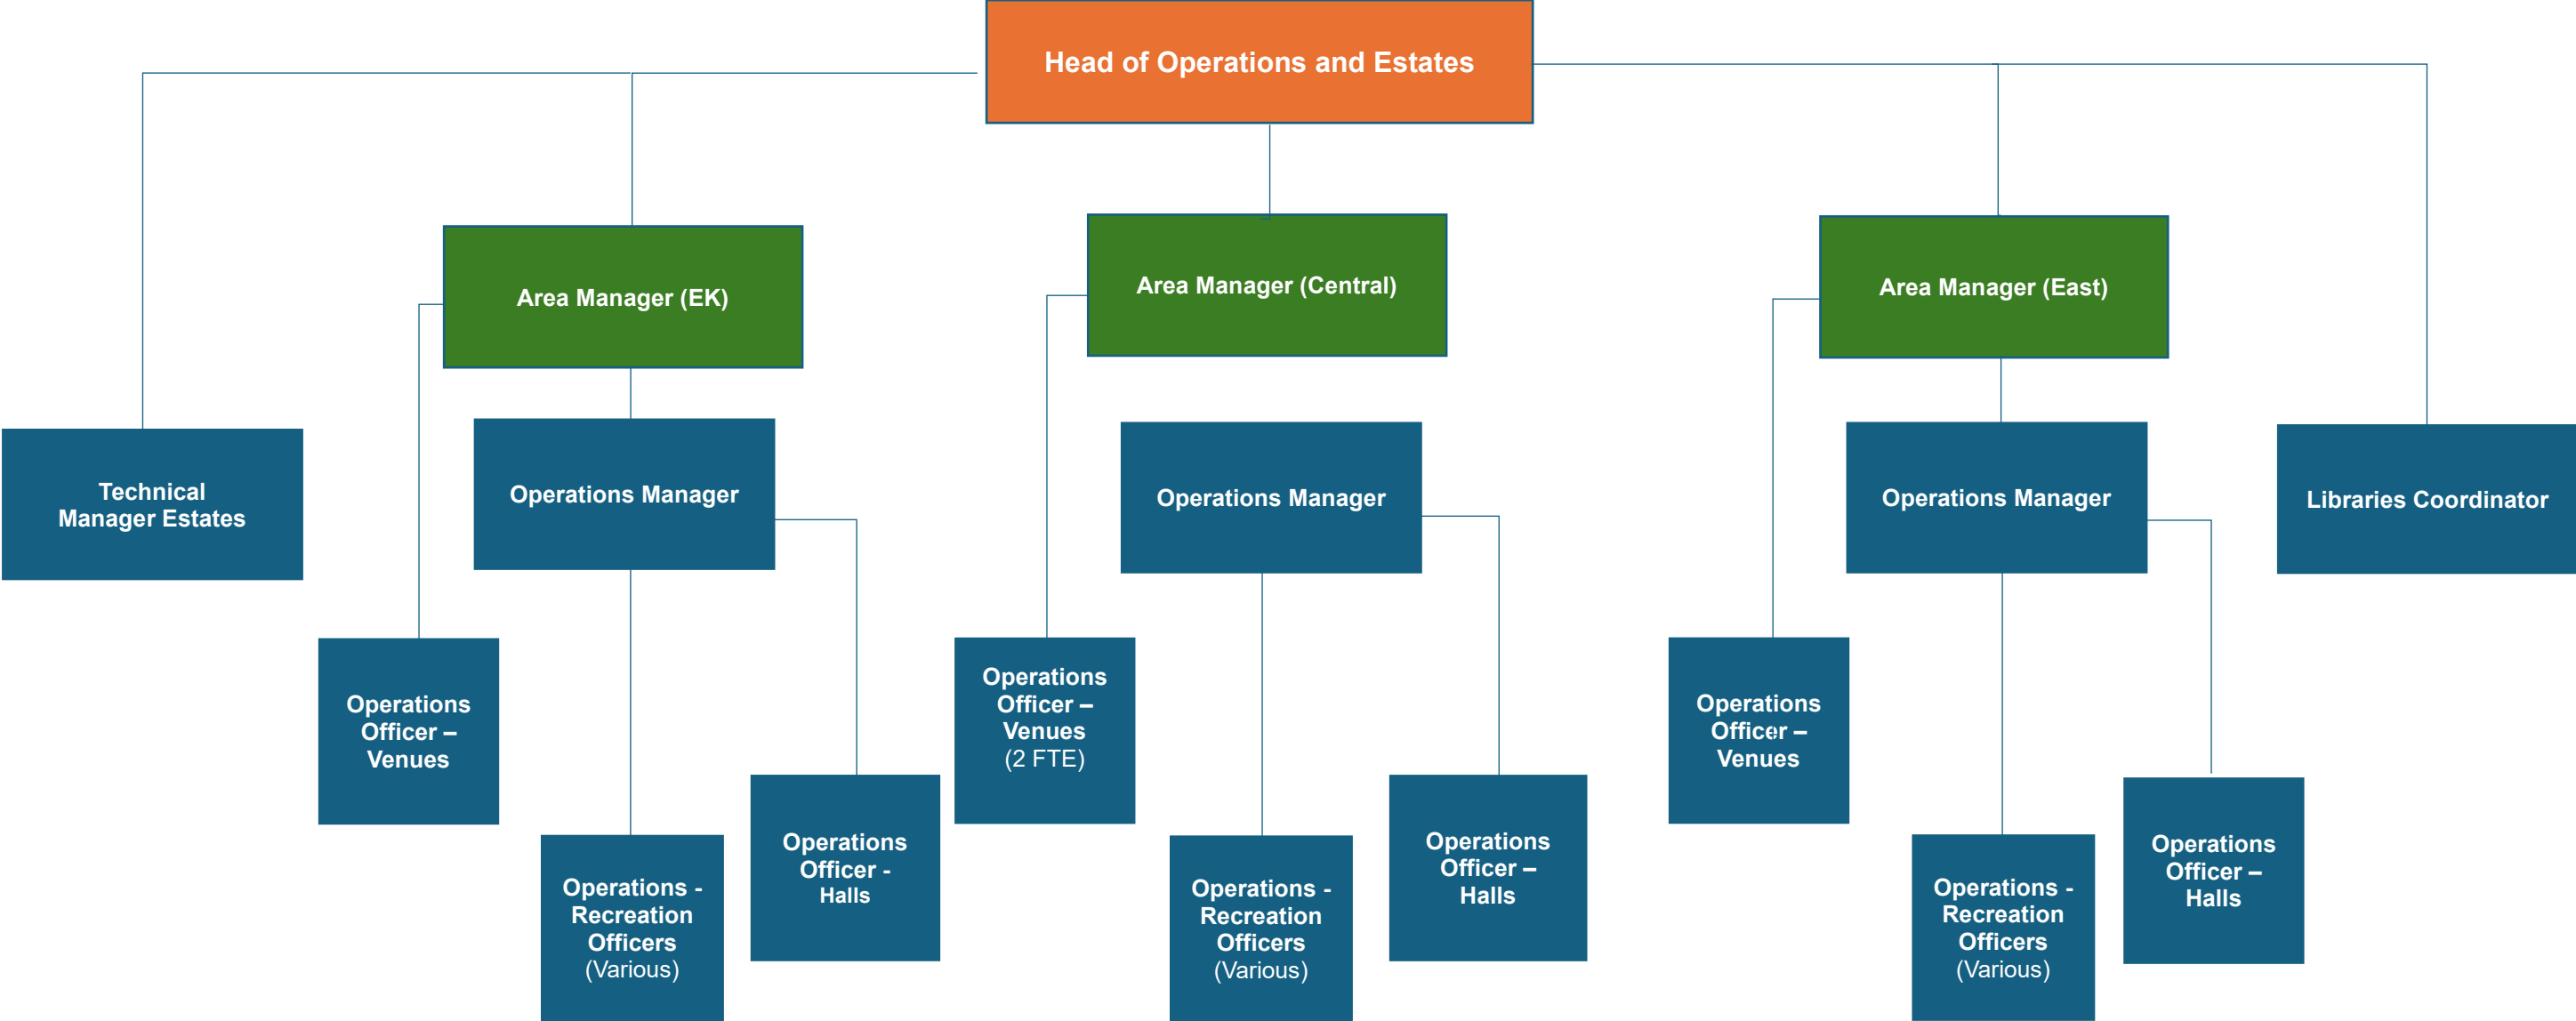 Head of Operations and Estates
Area Manager (EK)
Area Manager (Central)
Area Manager (East)
Technical
Manager Estates
Operations Manager
Operations Manager
Operations Manager
Libraries Coordinator
Operations
Officer –
Venues
Operations
Officer –
Venues
(2 FTE)
Operations
Officer –
Venues
Operations -
Recreation
Officers
(Various)
Operations
Officer -
Halls
Operations -
Recreation
Officers
(Various)
Operations
Officer –
Halls
Operations -
Recreation
Officers
(Various)
Operations
Officer –
Halls